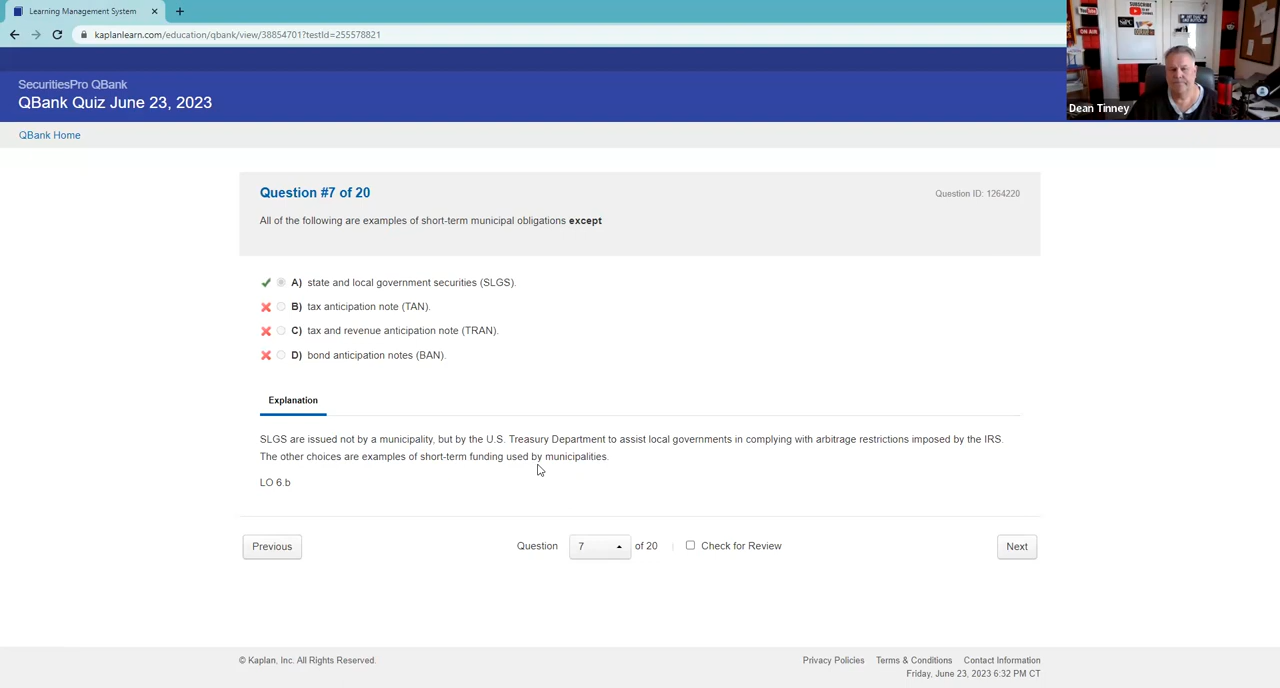 Learning Management System
kaplanlearn.com/education/qbank/view/38854701?testId=255578821
SUBSCRIBE
ON AIR
Dean Tinney
SecuritiesPro QBank
QBank Quiz June 23, 2023
QBank Home
Question #7 of 20
Question ID: 1264220
All of the following are examples of short-term municipal obligations except
A) state and local government securities (SLGS).
B) tax anticipation note (TAN).
C) tax and revenue anticipation note (TRAN).
D) bond anticipation notes (BAN).
Explanation
SLGS are issued not by a municipality, but by the U.S. Treasury Department to assist local governments in complying with arbitrage restrictions imposed by the IRS.
The other choices are examples of short-term funding used by municipalities.
LO 6.b
Previous
Question 7 of 20
Check for Review
Next
© Kaplan, Inc. All Rights Reserved.
Privacy Policies Terms & Conditions Contact Information
Friday, June 23, 2023 6:32 PM CT